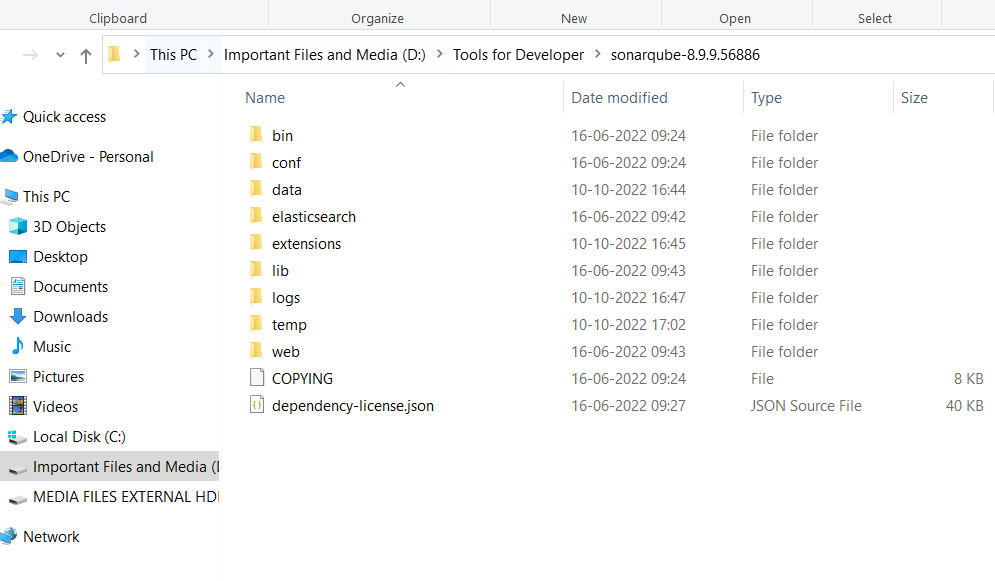 Clipboard Organize New Open Select
This PC Important Files and Media (D:) Tools for Developer sonarqube-8.9.9.56886
Name Date modified Type Size
Quick access
OneDrive - Personal
This PC
3D Objects
Desktop
Documents
Downloads
Music
Pictures
Videos
Local Disk (C:)
Important Files and Media (
MEDIA FILES EXTERNAL HD
Network
bin 16-06-2022 09:24 File folder
conf 16-06-2022 09:24 File folder
data 10-10-2022 16:44 File folder
elasticsearch 16-06-2022 09:42 File folder
extensions 10-10-2022 16:45 File folder
lib 16-06-2022 09:43 File folder
logs 10-10-2022 16:47 File folder
temp 10-10-2022 17:02 File folder
web 16-06-2022 09:43 File folder
COPYING 16-06-2022 09:24 File 8 KB
dependency-license.json 16-06-2022 09:27 JSON Source File 40 KB